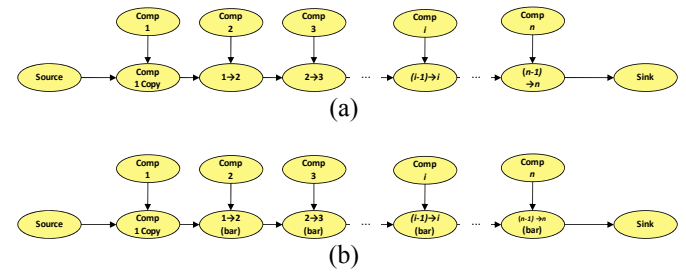 Comp
1
Comp
2
Comp
3
Comp
i
Comp
n
Source
Comp
1 Copy
1→2
2→3
...
(i-1)→i
...
(n-1)
→n
Sink
(a)
Comp
1
Comp
2
Comp
3
Comp
i
Comp
n
Source
Comp
1 Copy
1→2
(bar)
2→3
(bar)
...
(i-1)→i
(bar)
...
(n-1) →n
(bar)
Sink
(b)